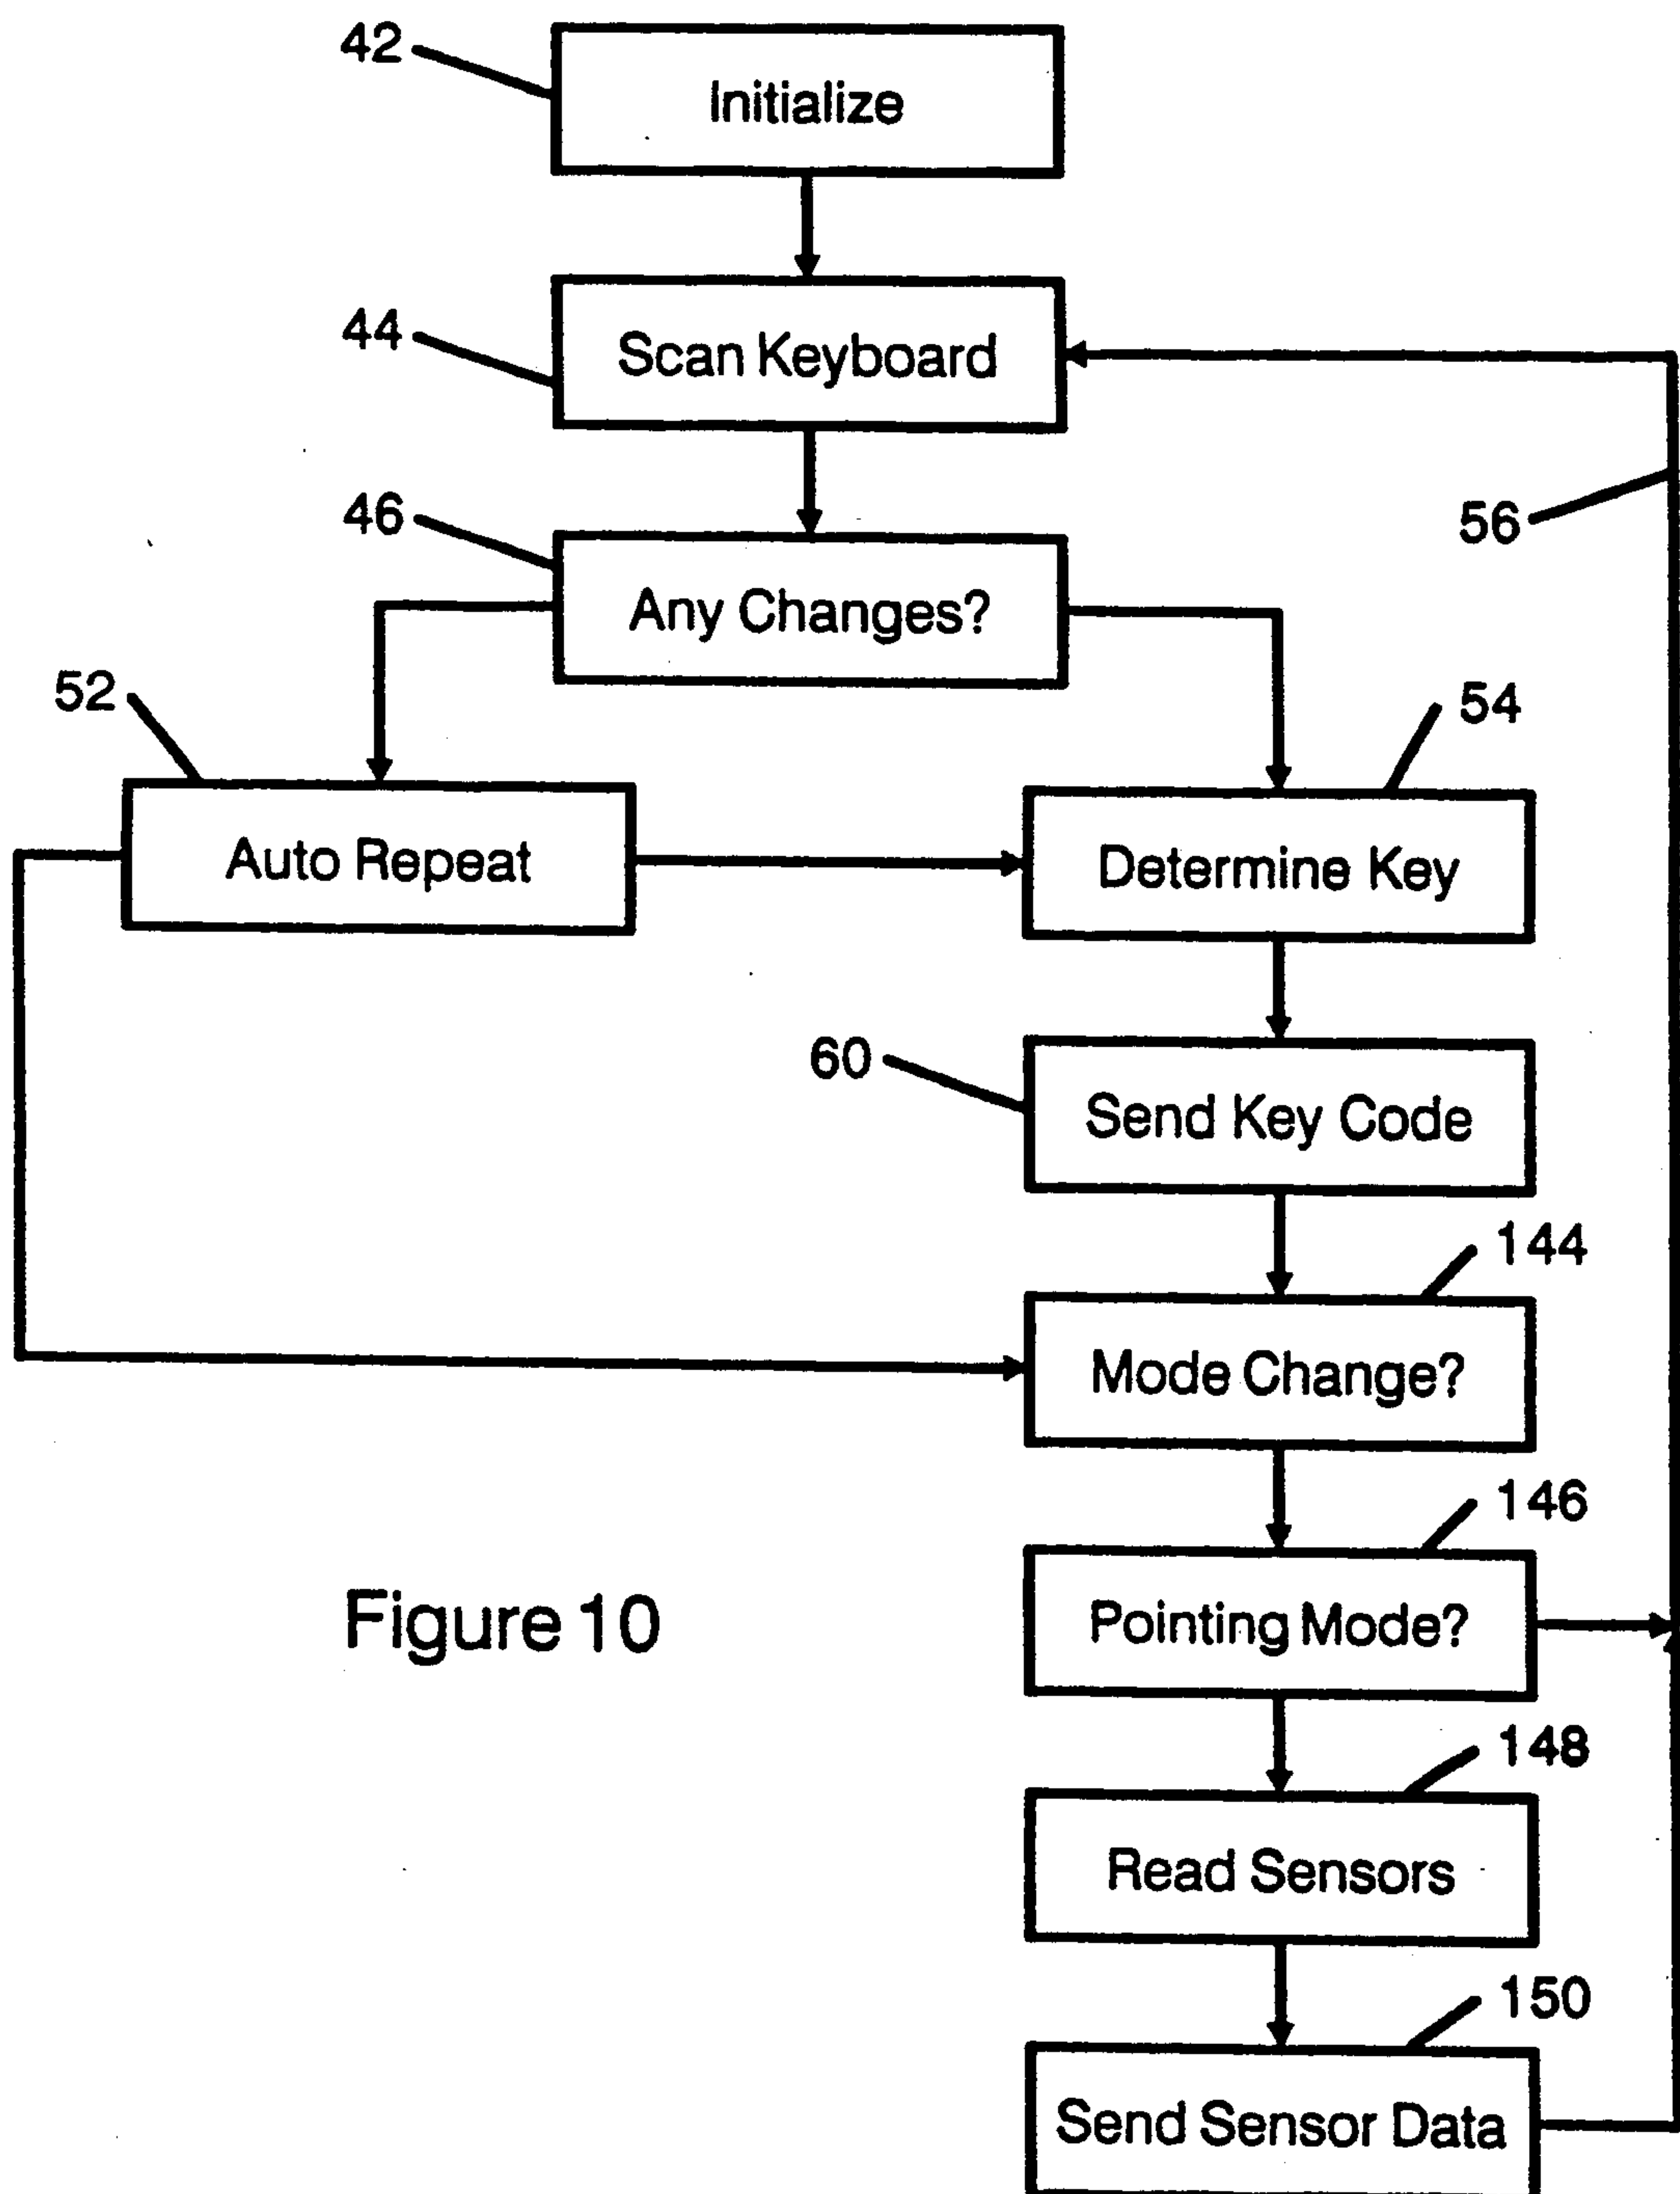 42
Initialize
44
Scan Keyboard
46
56
Any Changes?
52
54
Auto Repeat
Determine Key
60
Send Key Code
144
Mode Change?
146
Figure 10
Pointing Mode?
148
Read Sensors
150
Send Sensor Data